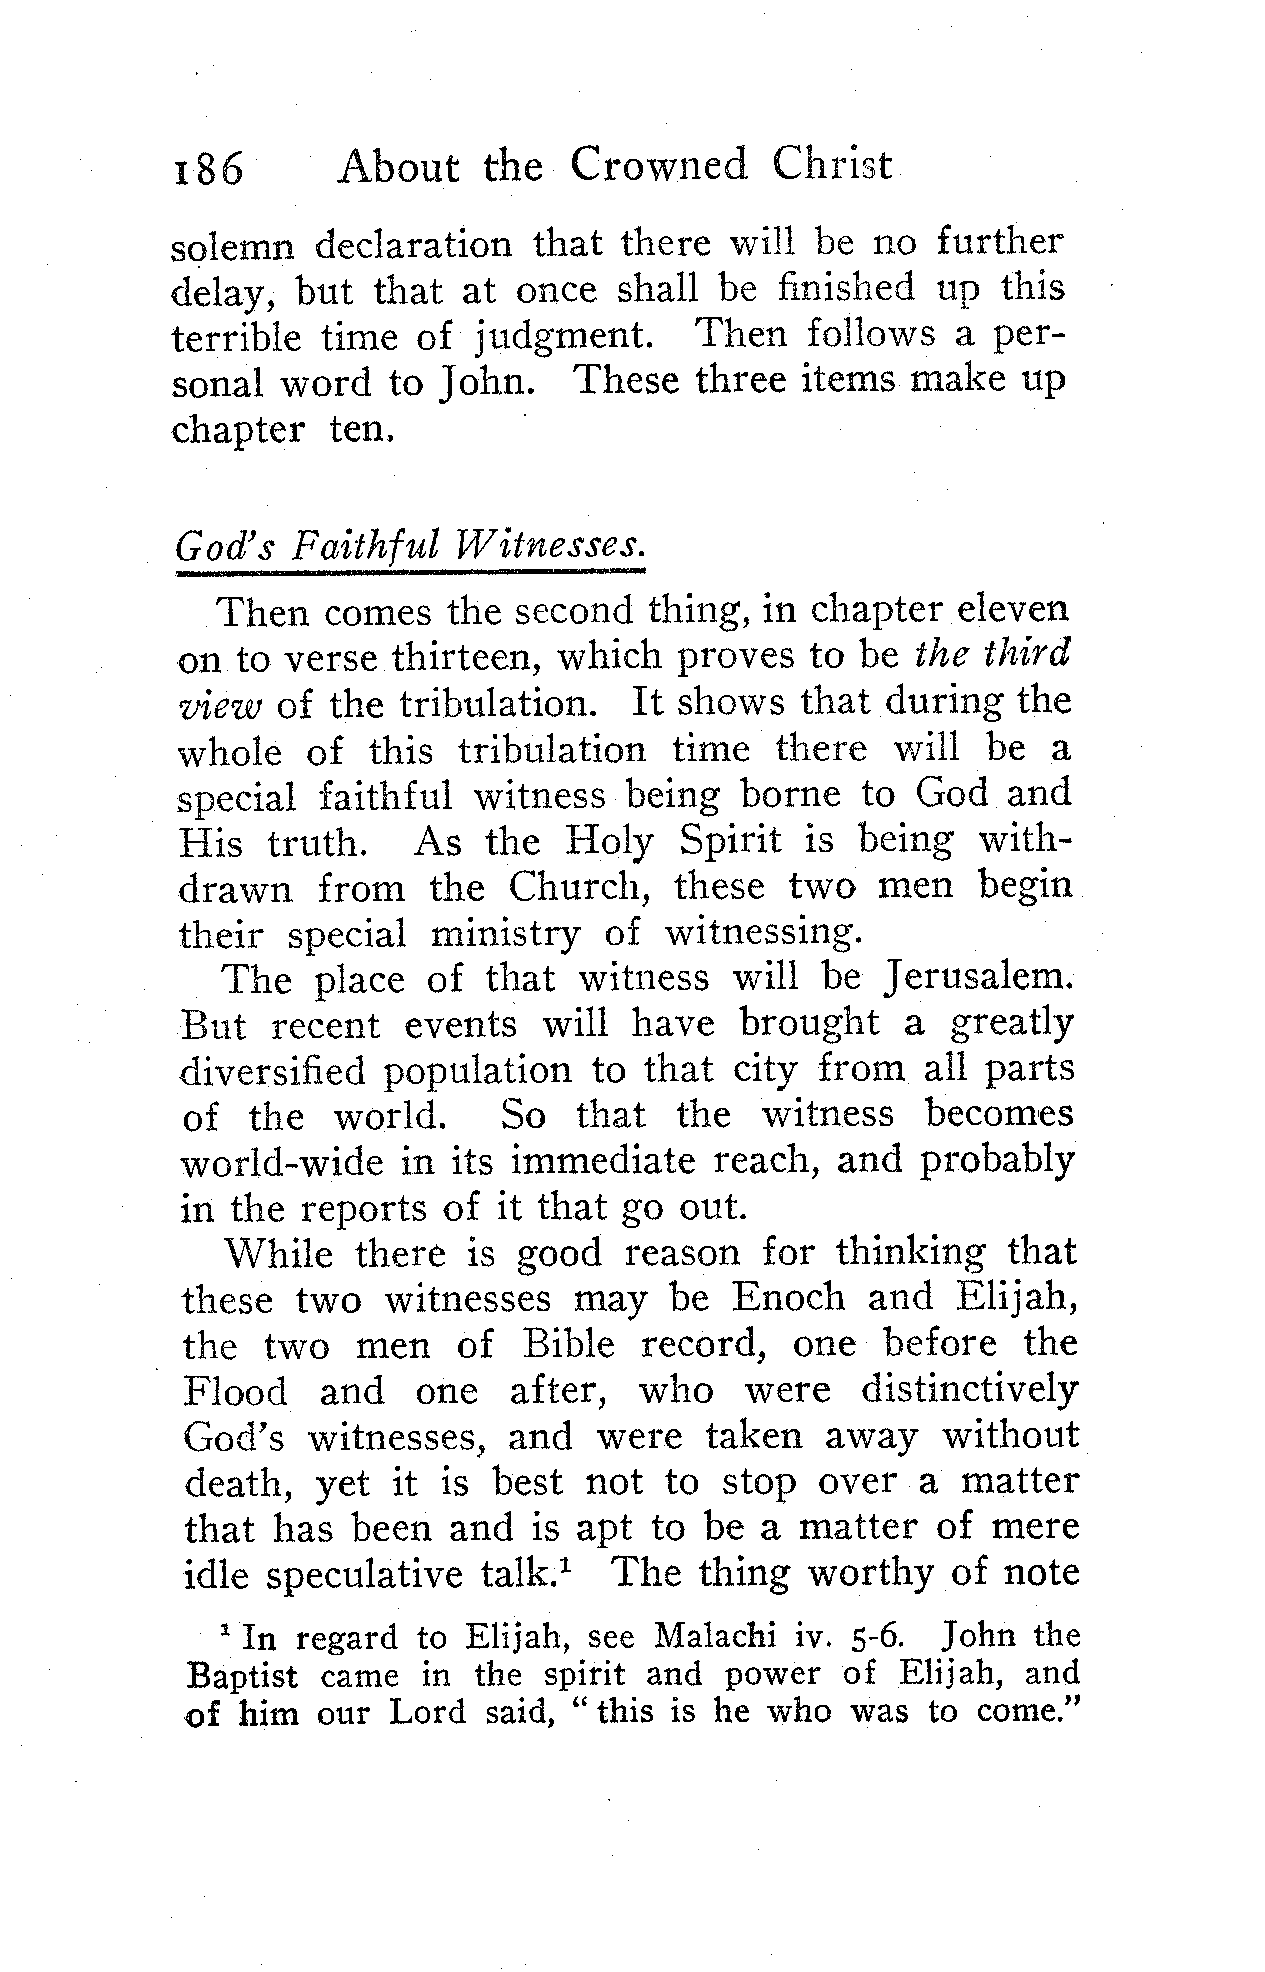 186 About the Crowned Christ
solemn declaration that there will be no further
delay, but that at once shall be finished up this
terrible time of judgment. Then follows a per-
sonal word to John. These three items make up
chapter ten.
God's Faithful Witnesses.
Then comes the second thing, in chapter eleven
on to verse thirteen, which proves to be the third
view of the tribulation. It shows that during the
whole of this tribulation time there will be a
special faithful witness being borne to God and
His truth. As the Holy Spirit is being with-
drawn from the Church, these two men begin
their special ministry of witnessing.
The place of that witness will be Jerusalem.
But recent events will have brought a greatly
diversified population to that city from all parts
of the world. So that the witness becomes
world-wide in its immediate reach, and probably
in the reports of it that go out.
While there is good reason for thinking that
these two witnesses may be Enoch and Elijah,
the two men of Bible record, one before the
Flood and one after, who were distinctively
God's witnesses, and were taken away without
death, yet it is best not to stop over a matter
that has been and is apt to be a matter of mere
idle speculative talk.¹ The thing worthy of note
¹ In regard to Elijah, see Malachi iv. 5-6. John the
Baptist came in the spirit and power of Elijah, and
of him our Lord said, "this is he who was to come."